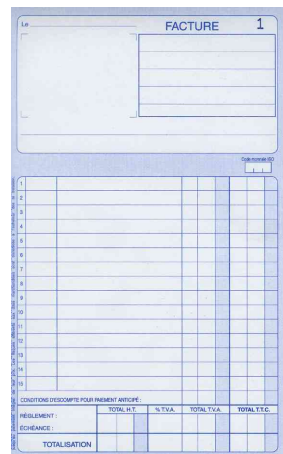 Le
FACTURE 1
Code monnaie ISO
1
2
3
4
5
6
7
8
9
10
11
12
13
14
15
CONDITIONS D'ESCOMPTE POUR PAIEMENT ANTICIPÉ :
TOTAL H.T. % T.V.A. TOTAL T.V.A. TOTAL T.T.C.
RÈGLEMENT :
ÉCHÉANCE :
TOTALISATION